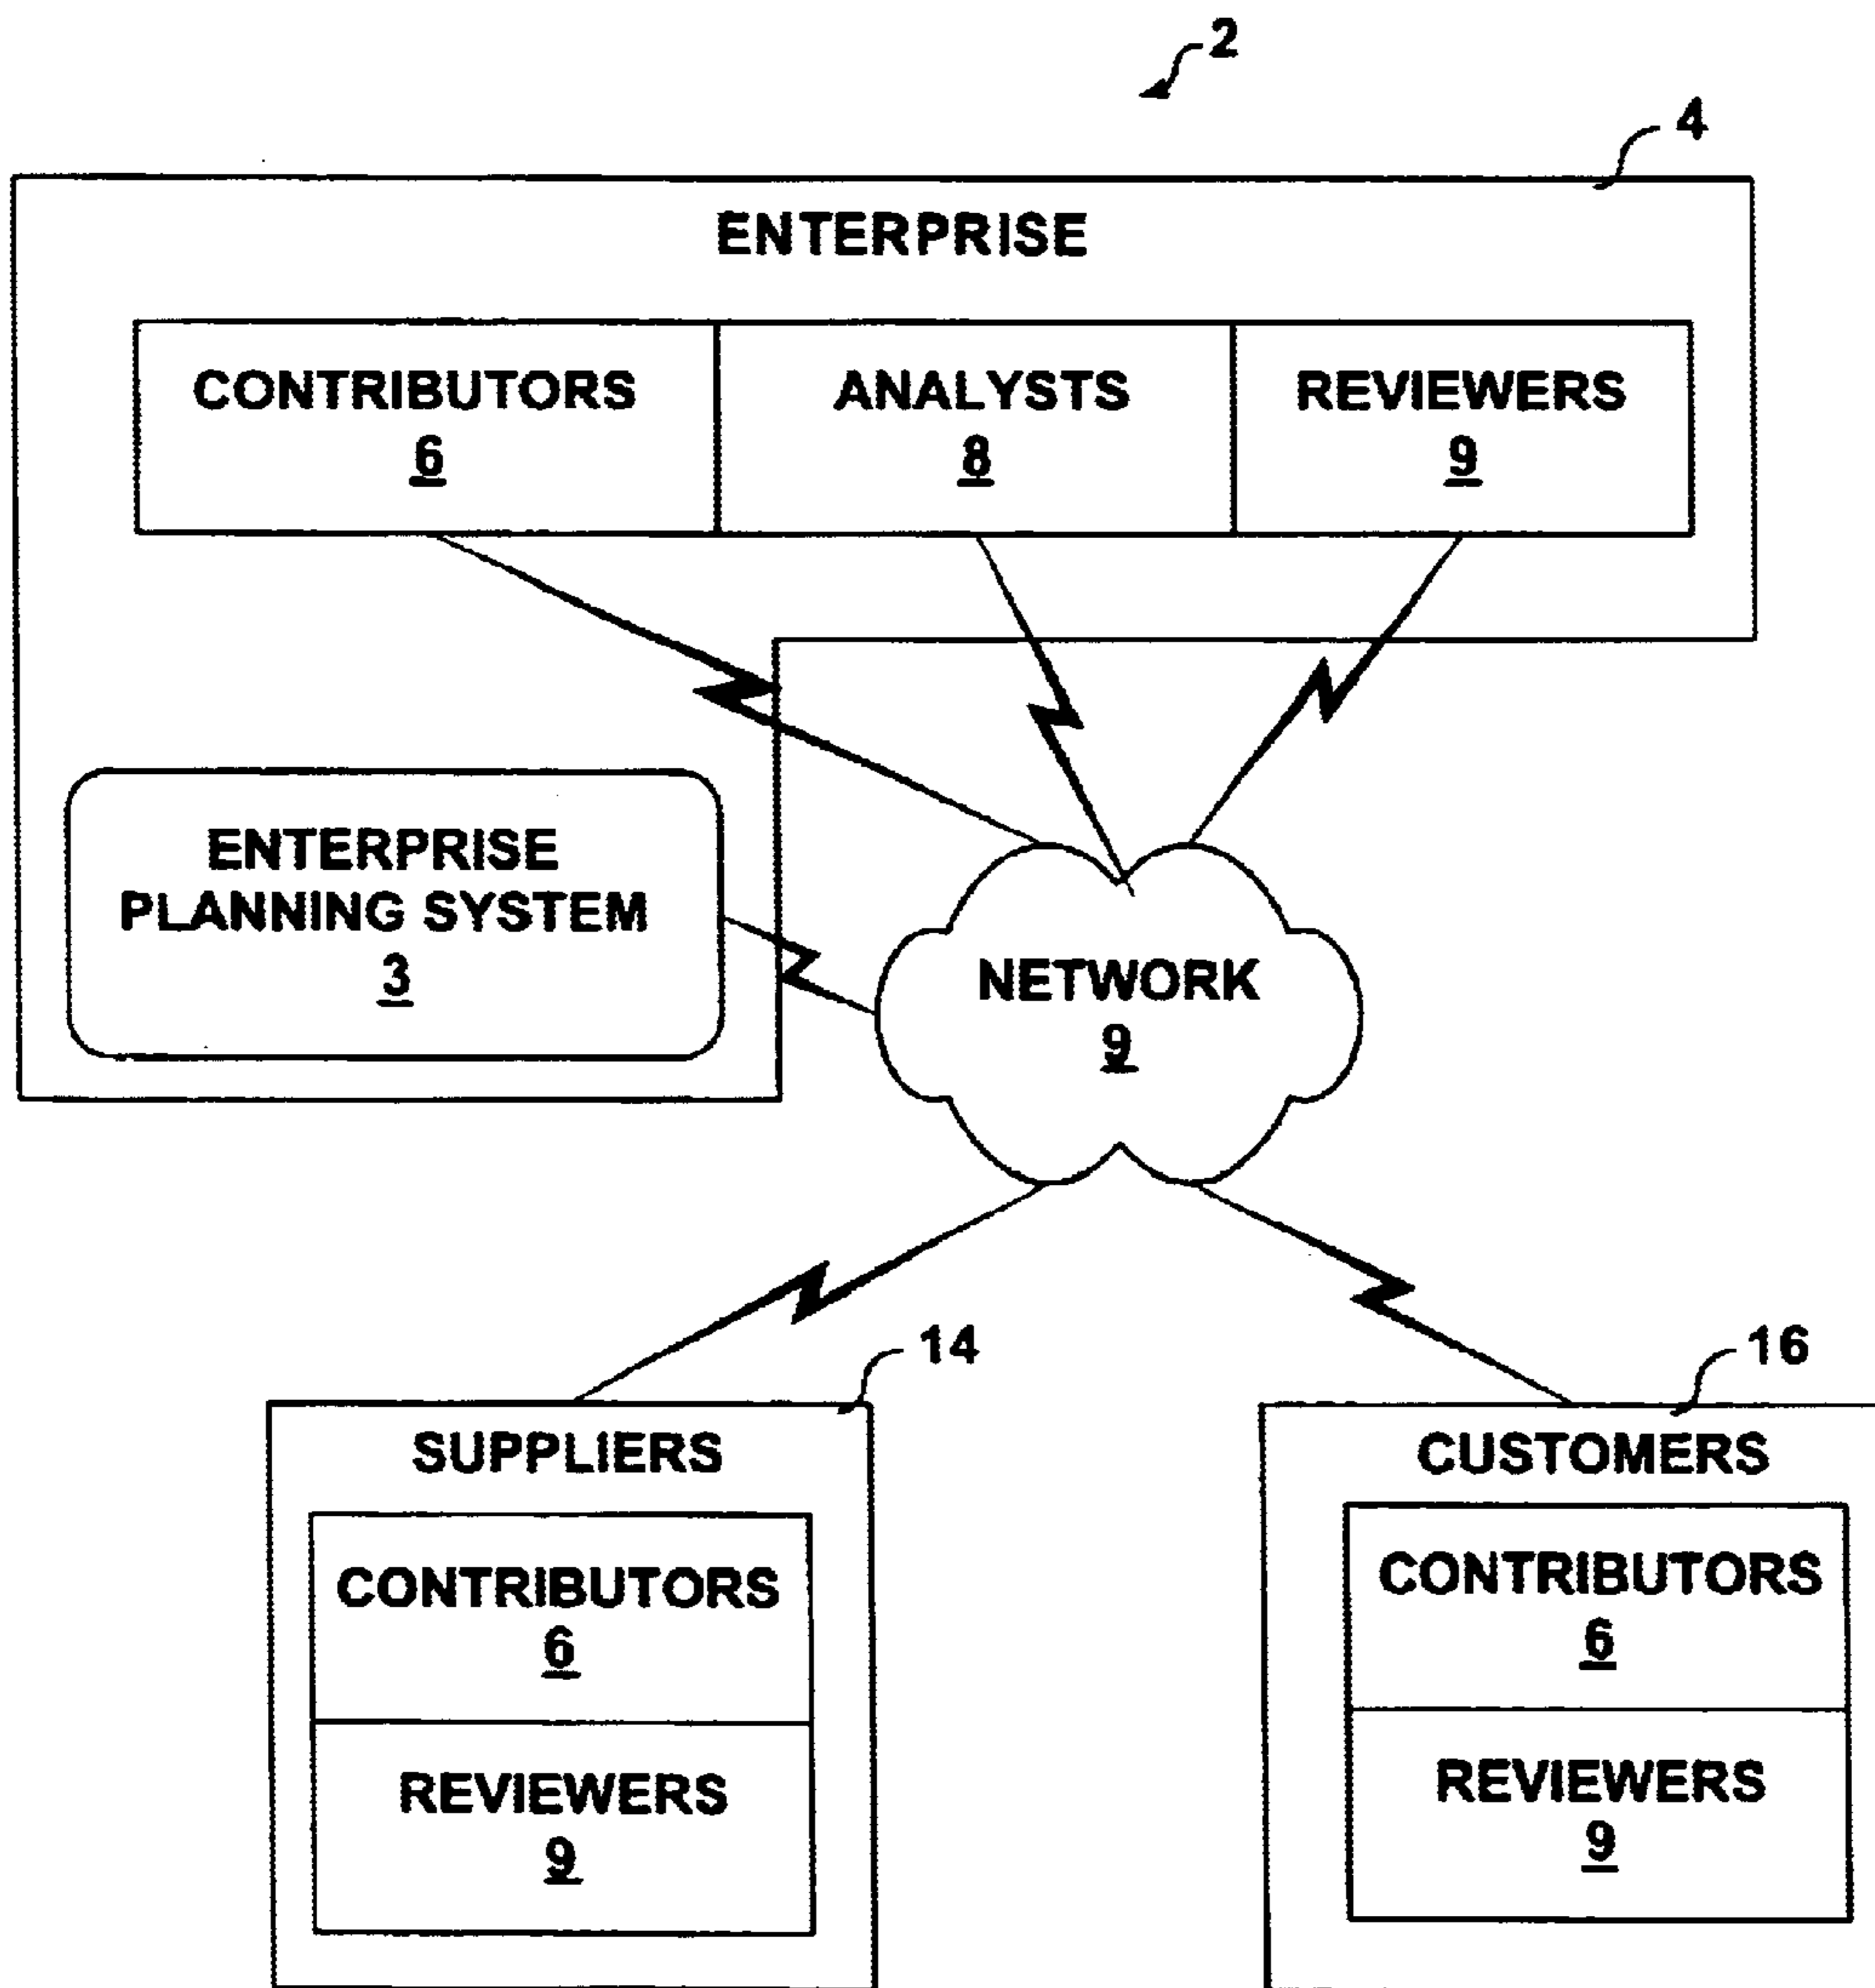 2
4
ENTERPRISE
CONTRIBUTORS
6
ANALYSTS
8
REVIEWERS
9
ENTERPRISE
PLANNING SYSTEM
3
NETWORK
9
14
SUPPLIERS
CONTRIBUTORS
6
REVIEWERS
9
16
CUSTOMERS
CONTRIBUTORS
6
REVIEWERS
9